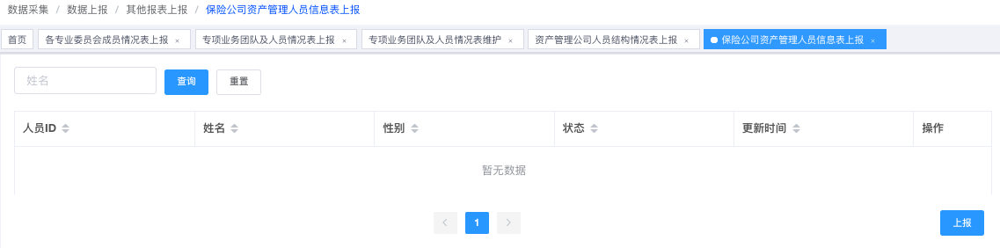 数据采集 / 数据上报 / 其他报表上报 / 保险公司资产管理人员信息表上报
首页 各专业委员会成员情况表上报 × 专项业务团队及人员情况表上报 × 专项业务团队及人员情况表维护 × 资产管理公司人员结构情况表上报 × 保险公司资产管理人员信息表上报 ×
姓名 查询 重置
人员ID 姓名 性别 状态 更新时间 操作
暂无数据
1
上报